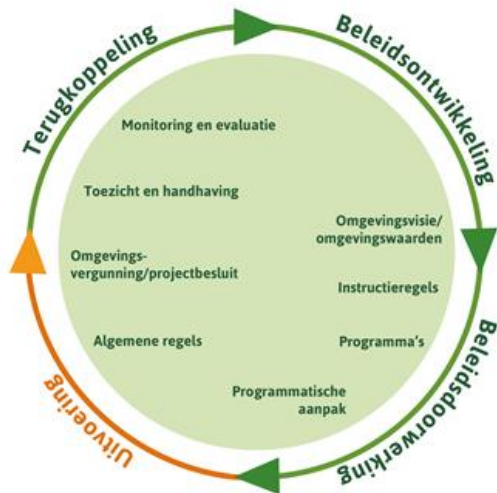 Terugkoppeling
Beleidsontwikkeling
Monitoring en evaluatie
Toezicht en handhaving
Omgevingsvisie/
omgevingswaarden
Omgevings-
vergunning/projectbesluit
Instructieregels
Algemene regels
Programma's
Programmatische
aanpak
Uitvoering
Beleidsdoorwerking